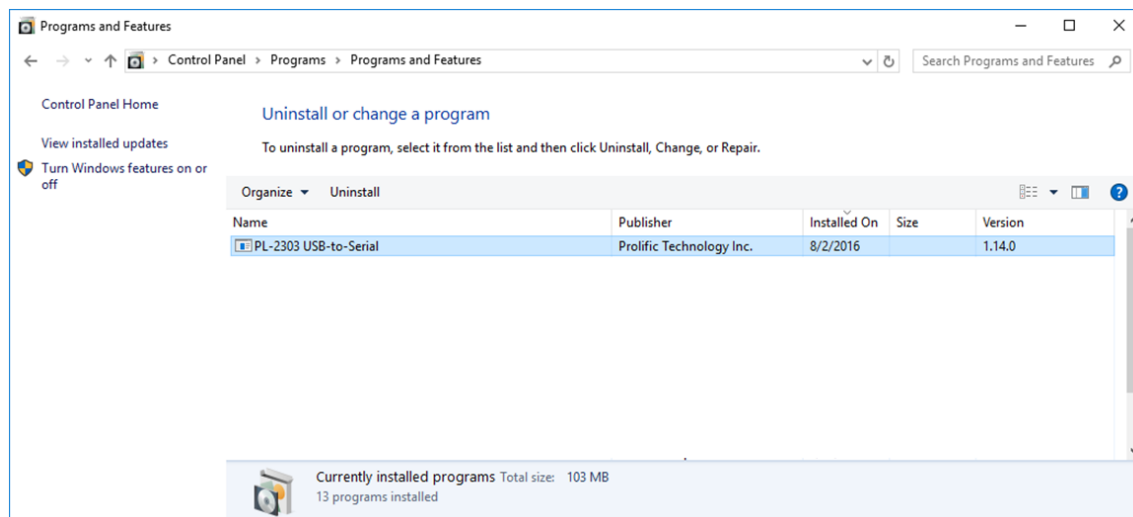 Programs and Features
Control Panel > Programs > Programs and Features
Search Programs and Features
Control Panel Home
View installed updates
Turn Windows features on or
off
Uninstall or change a program
To uninstall a program, select it from the list and then click Uninstall, Change, or Repair.
Organize Uninstall
?
Name Publisher Installed On Size Version
PL-2303 USB-to-Serial Prolific Technology Inc. 8/2/2016 1.14.0
Currently installed programs Total size: 103 MB
13 programs installed